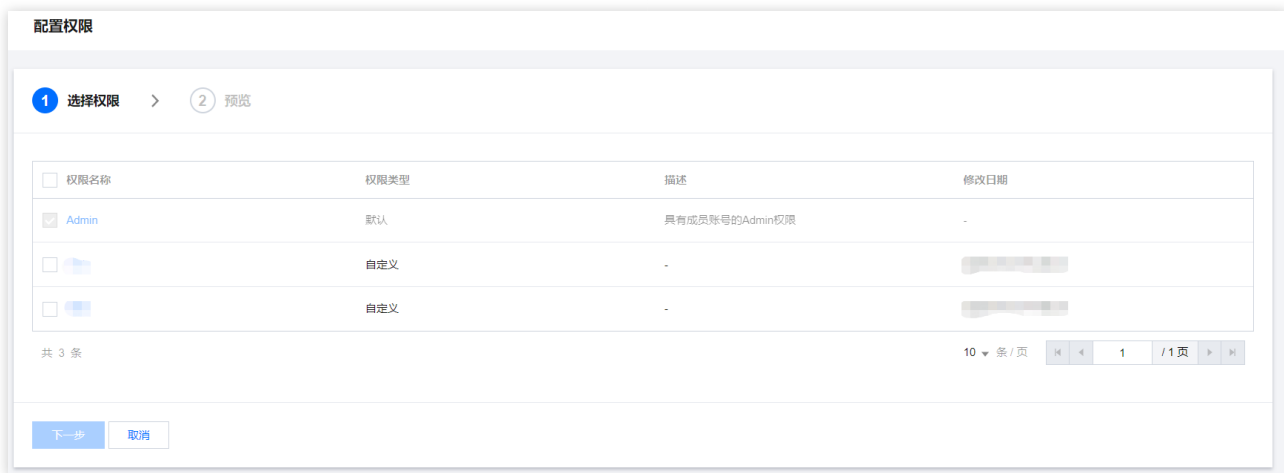 配置权限
1 选择权限 2 预览
权限名称 权限类型 描述 修改日期
Admin 默认 具有成员账号的Admin权限 -
自定义 -
自定义 -
共 3 条 10 条/页 1 /1页
下一步 取消